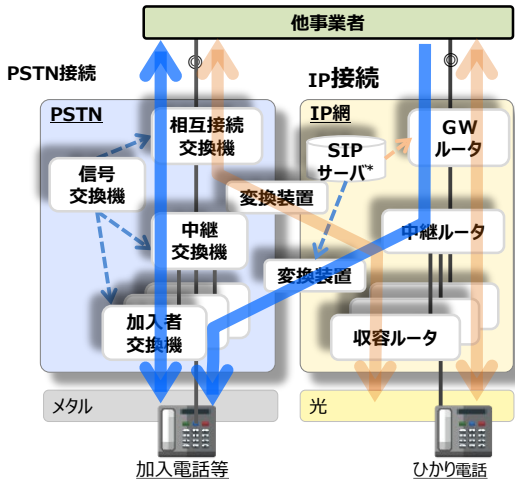 他事業者
PSTN接続
IP接続
PSTN
相互接続
交換機
信号
交換機
変換装置
中継
交換機
変換装置
加入者
交換機
IP網
SIP
サーバ*
GW
ルータ
中継ルータ
収容ルータ
メタル
光
加入電話等
ひかり電話